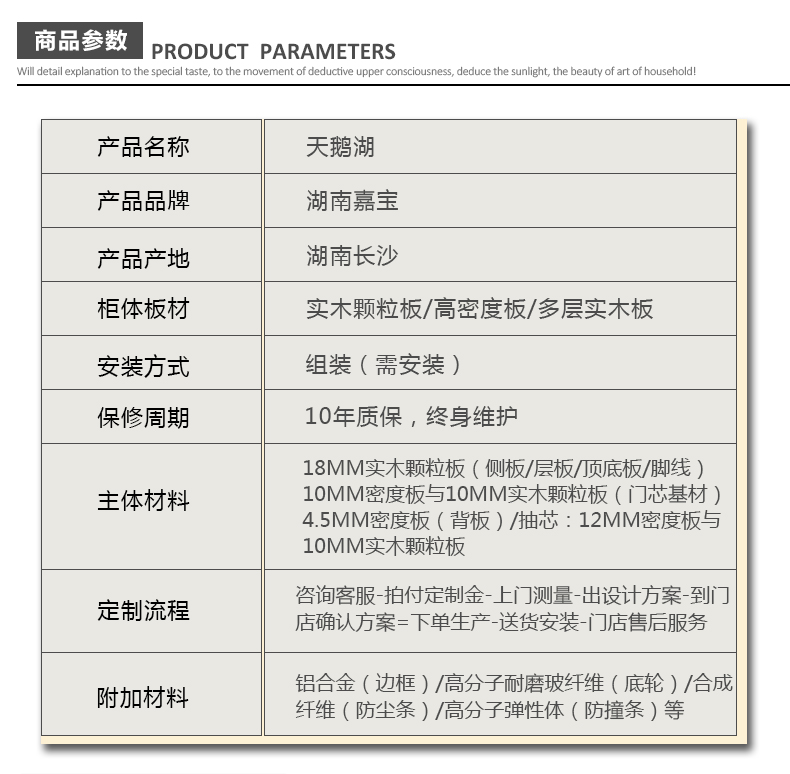 商品参数 PRODUCT PARAMETERS
Will detail explanation to the special taste, to the movement of deductive upper consciousness, deduce the sunlight, the beauty of art of household!
产品名称 天鹅湖
产品品牌 湖南嘉宝
产品产地 湖南长沙
柜体板材 实木颗粒板/高密度板/多层实木板
安装方式 组装（需安装）
保修周期 10年质保，终身维护
主体材料
18MM实木颗粒板（侧板/层板/顶底板/脚线）
10MM密度板与10MM实木颗粒板（门芯基材）
4.5MM密度板（背板）/抽芯：12MM密度板与
10MM实木颗粒板
定制流程
咨询客服-拍付定制金-上门测量-出设计方案-到门
店确认方案=下单生产-送货安装-门店售后服务
附加材料
铝合金（边框）/高分子耐磨玻纤维（底轮）/合成
纤维（防尘条）/高分子弹性体（防撞条）等